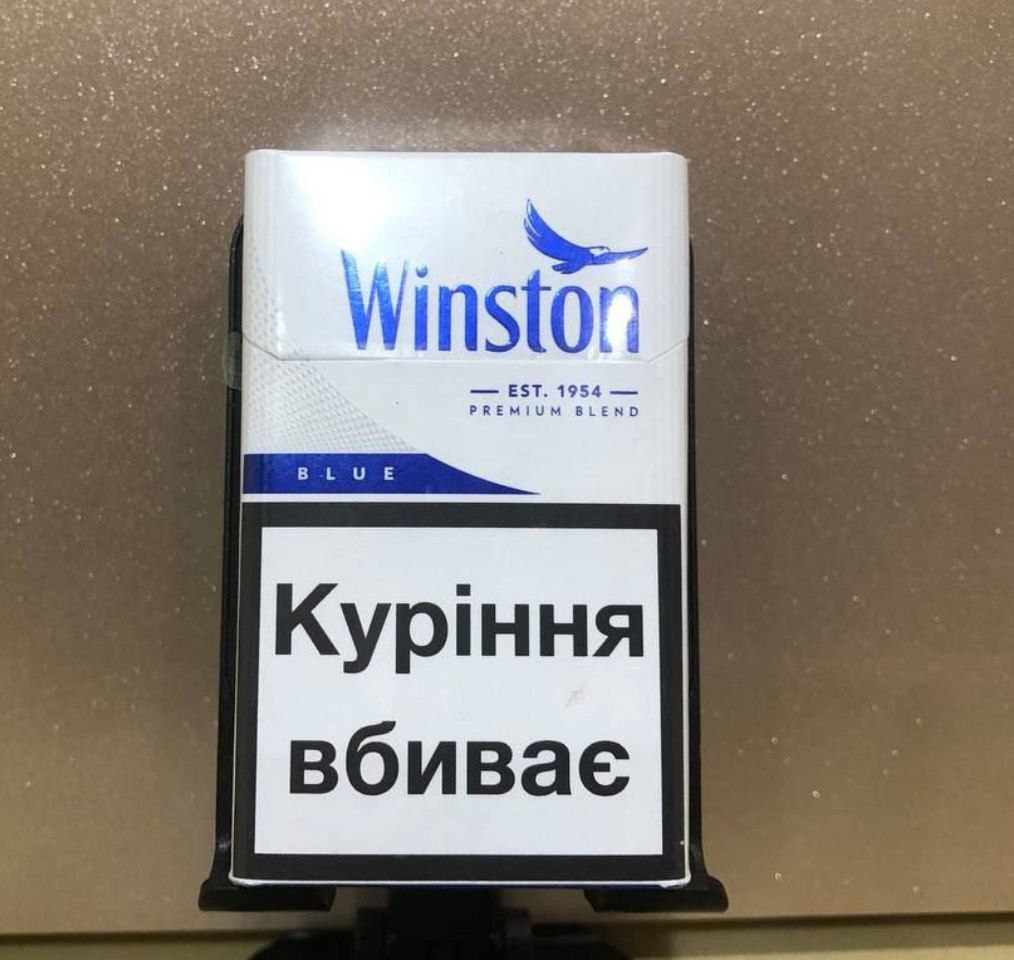 Winston
EST. 1954
PREMIUM BLEND
BLUE
Куріння
вбиває